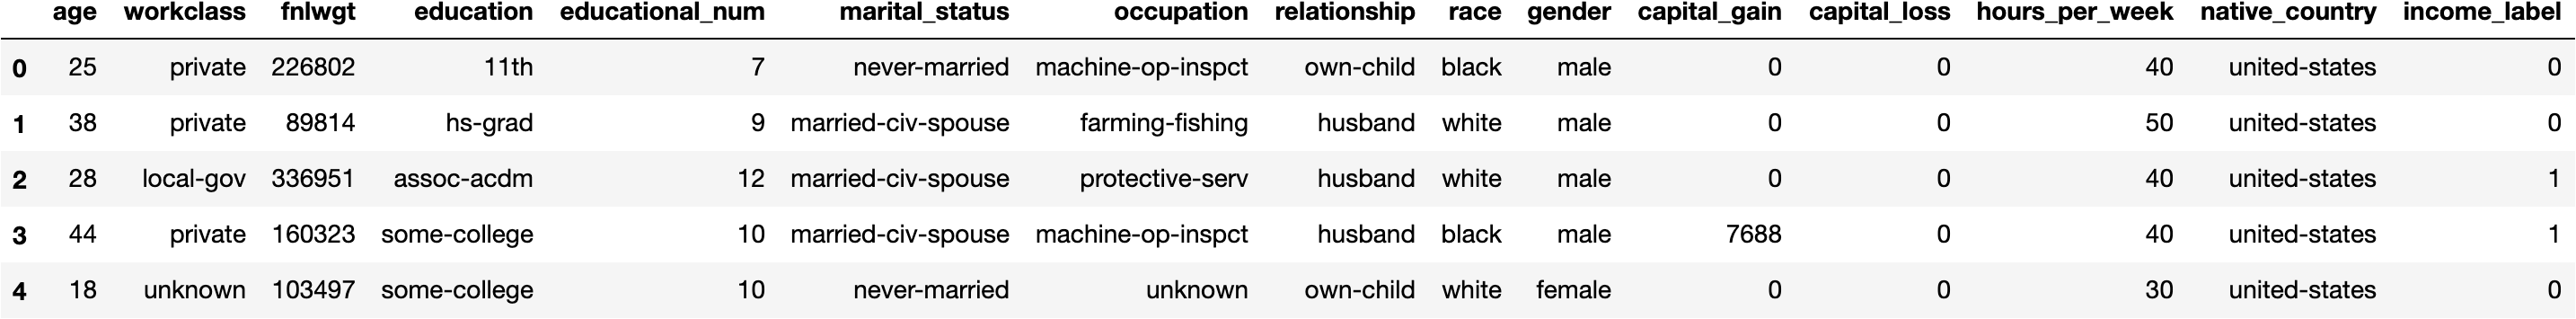 age workclass fnlwgt education educational_num marital_status occupation relationship race gender capital_gain capital_loss hours_per_week native_country income_label
0 25 private 226802 11th 7 never-married machine-op-inspct own-child black male 0 0 40 united-states 0
1 38 private 89814 hs-grad 9 married-civ-spouse farming-fishing husband white male 0 0 50 united-states 0
2 28 local-gov 336951 assoc-acdm 12 married-civ-spouse protective-serv husband white male 0 0 40 united-states 1
3 44 private 160323 some-college 10 married-civ-spouse machine-op-inspct husband black male 7688 0 40 united-states 1
4 18 unknown 103497 some-college 10 never-married unknown own-child white female 0 0 30 united-states 0